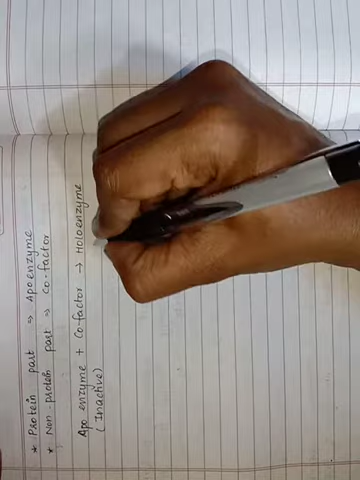 * Protein part ⇒ Apoenzyme
* Non-protein part ⇒ co-factor
Apo enzyme + Co-factor → Holoenzyme
(Inactive)